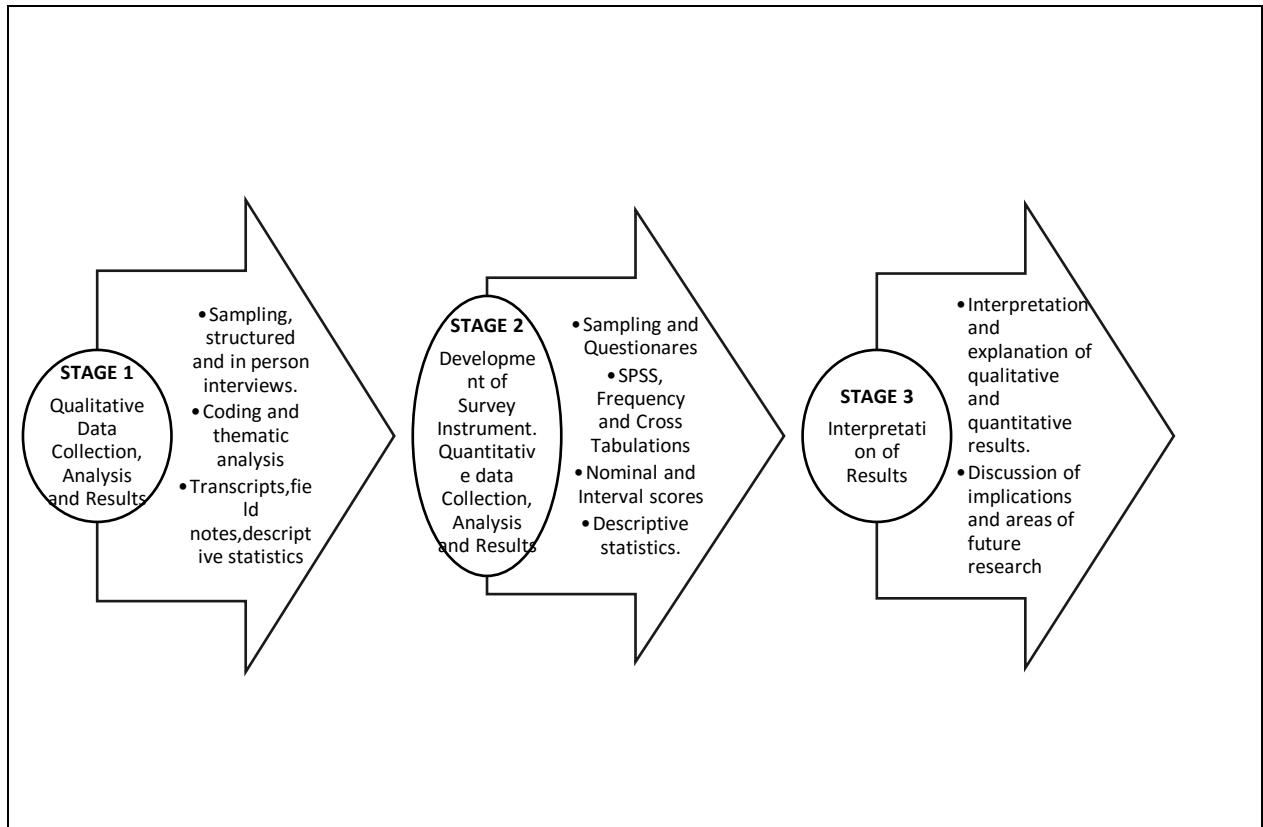 STAGE 1
Qualitative
Data
Collection,
Analysis
and Results
•Sampling,
structured
and in person
interviews.
•Coding and
thematic
analysis
•Transcripts,fie
ld
notes,descript
ive statistics
STAGE 2
Developme
nt of
Survey
Instrument.
Quantitativ
e data
Collection,
Analysis
and Results
•Sampling and
Questionares
•SPSS,
Frequency
and Cross
Tabulations
•Nominal and
Interval scores
•Descriptive
statistics.
STAGE 3
Interpretati
on of
Results
•Interpretation
and
explanation of
qualitative
and
quantitative
results.
•Discussion of
implications
and areas of
future
research